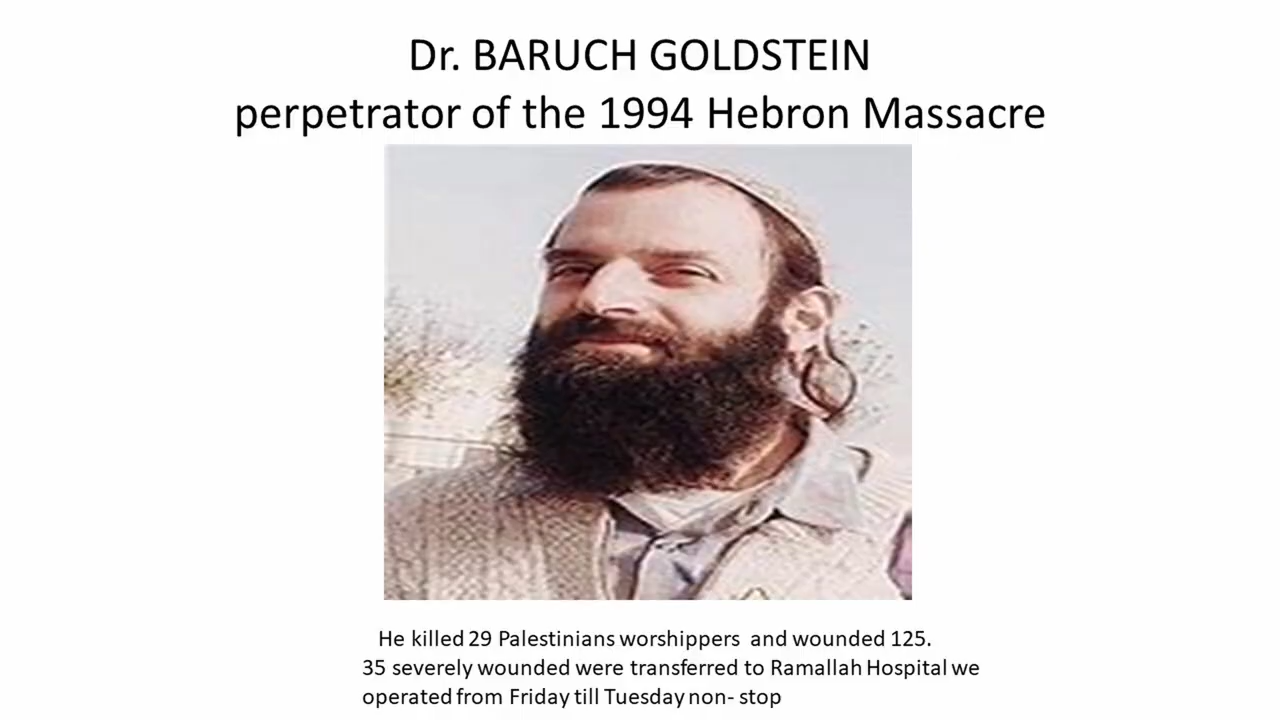 Dr. BARUCH GOLDSTEIN
perpetrator of the 1994 Hebron Massacre
He killed 29 Palestinians worshippers and wounded 125.
35 severely wounded were transferred to Ramallah Hospital we
operated from Friday till Tuesday non- stop